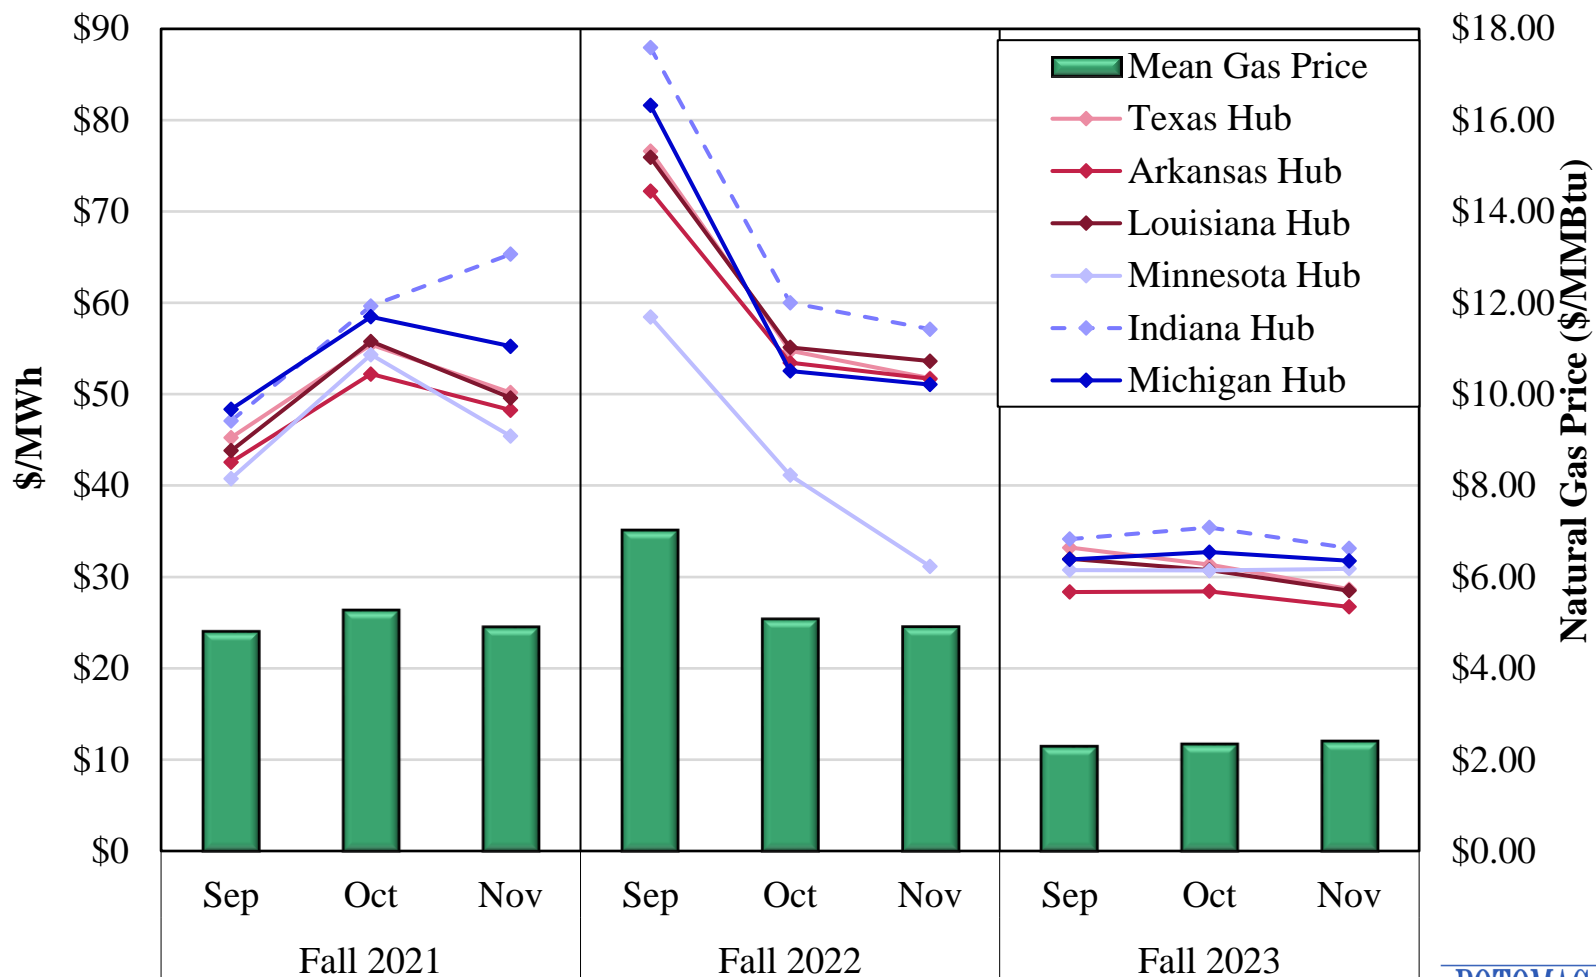 $90
$80
$70
$60
$50
$40
$30
$20
$10
$0
$/MWh
$18.00
$16.00
$14.00
$12.00
$10.00
$8.00
$6.00
$4.00
$2.00
$0.00
Natural Gas Price ($/MMBtu)
Mean Gas Price
Texas Hub
Arkansas Hub
Louisiana Hub
Minnesota Hub
Indiana Hub
Michigan Hub
Sep Oct Nov Sep Oct Nov Sep Oct Nov
Fall 2021 Fall 2022 Fall 2023